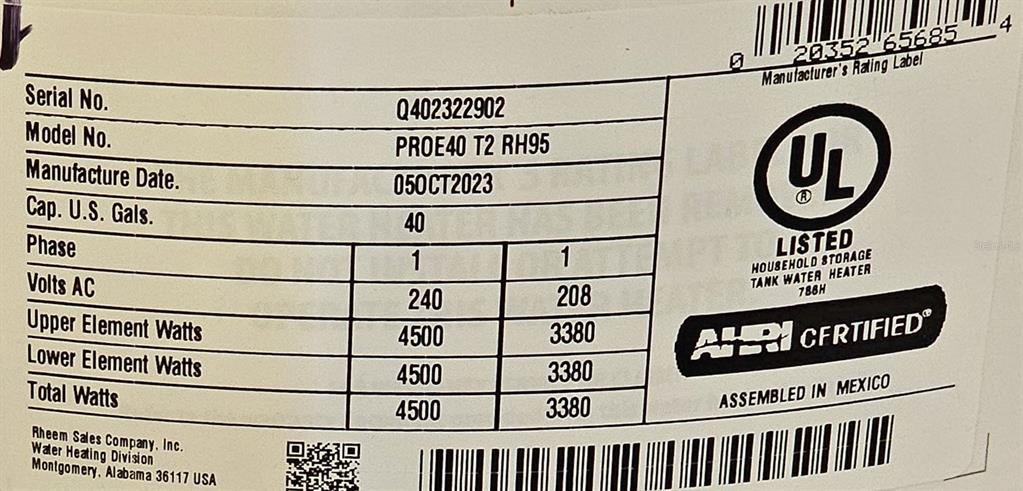 0 20352 65685 4
Manufacturer's Rating Label
Serial No. Q402322902
Model No. PROE40 T2 RH95
Manufacture Date. 05OCT2023
Cap. U.S. Gals. 40
Phase 1 1
Volts AC 240 208
Upper Element Watts 4500 3380
Lower Element Watts 4500 3380
Total Watts 4500 3380
UL
®
LISTED
HOUSEHOLD STORAGE
TANK WATER HEATER
786H
AHRI CERTIFIED®
ASSEMBLED IN MEXICO
Rheem Sales Company, Inc.
Water Heating Division
Montgomery, Alabama 36117 USA